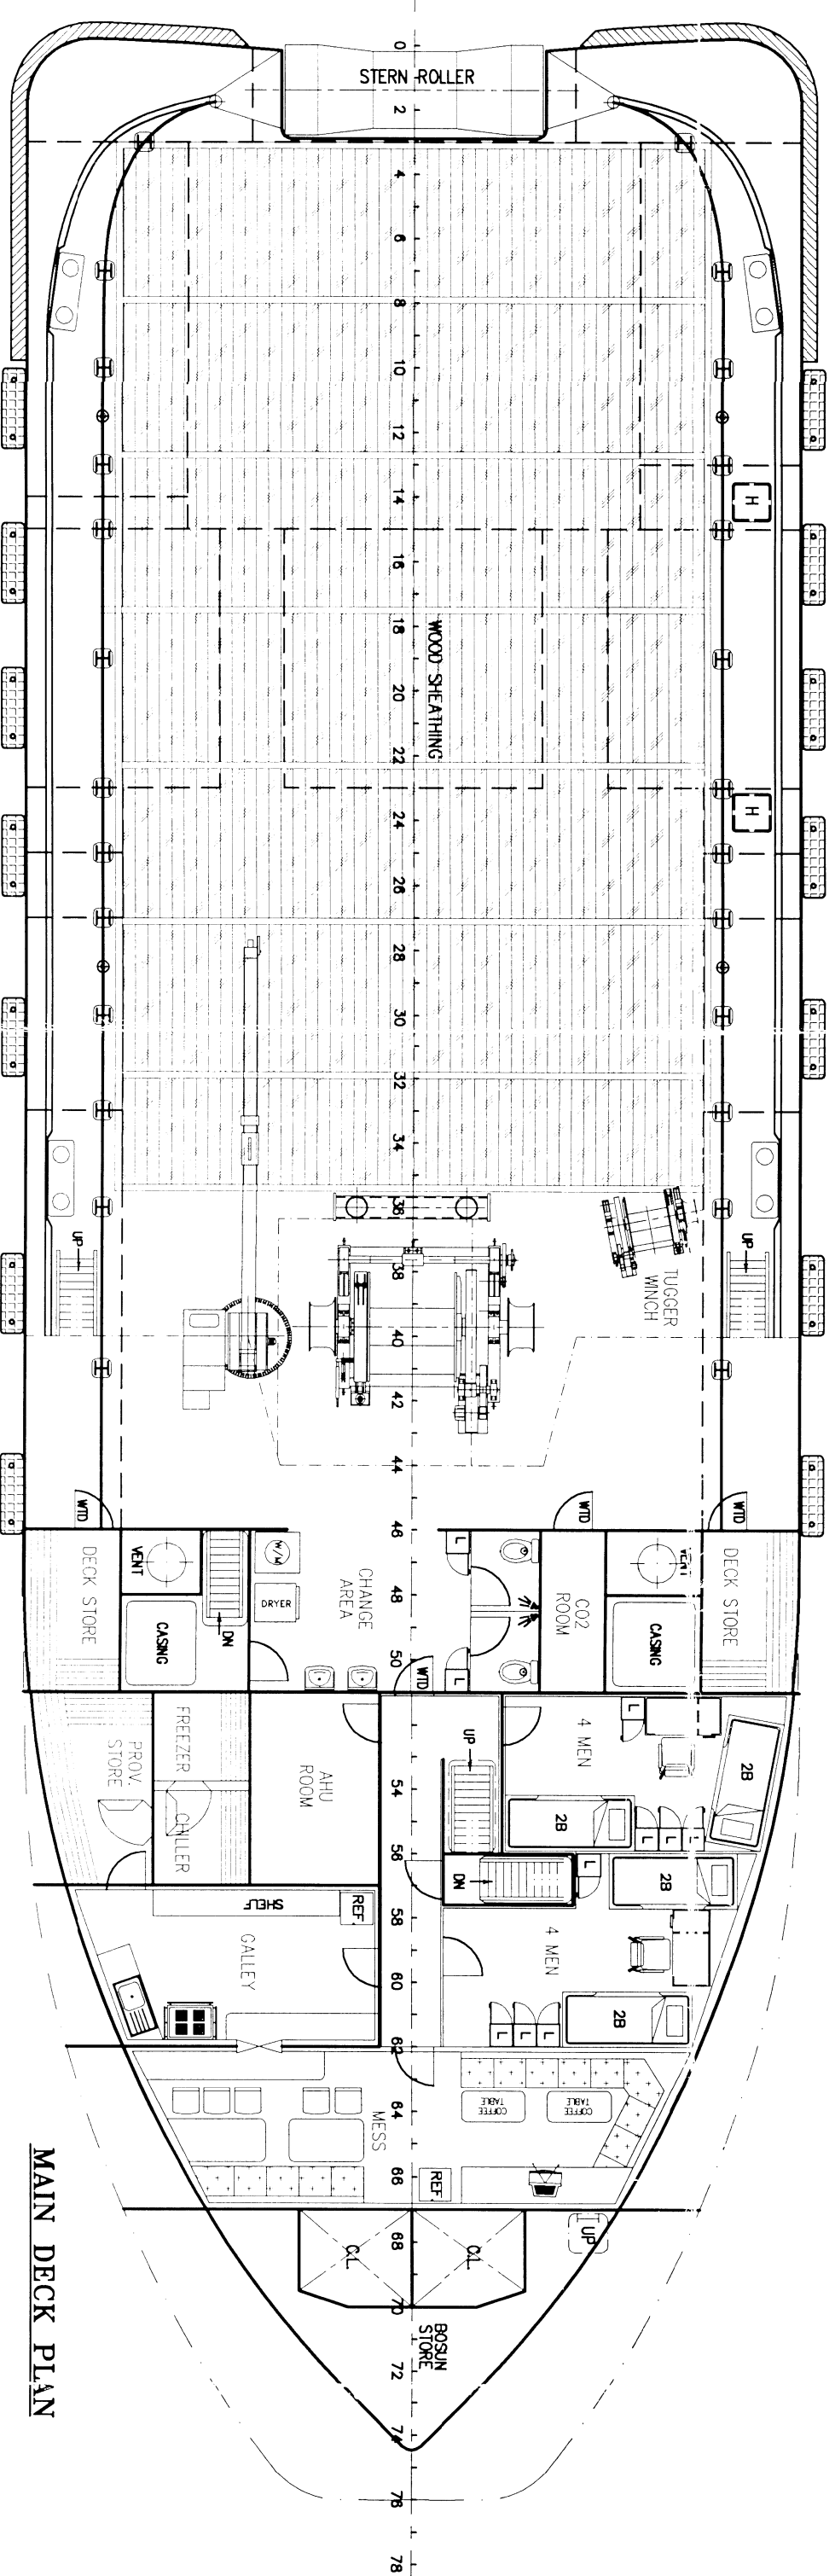 0
STERN ROLLER
2
4
6
8
10
12
14
H
16
18
WOOD SHEATHING
20
22
24
H
26
28
30
32
34
36
TUGGER
WINCH
UP
UP
38
40
42
44
WTD
WTD
WTD
46
DECK STORE
VENT
W/M
CHANGE
AREA
L
CO2
ROOM
VENT
DECK STORE
48
DRYER
CASING
DN
CASING
50
WTD
L
FREEZER
PROV.
STORE
CHILLER
AHU
ROOM
UP
4 MEN
L
2B
54
2B
L
L
L
56
DN
L
2B
SHELF
REF
58
GALLEY
4 MEN
60
2B
L
L
L
62
COFFEE
TABLE
COFFEE
TABLE
64
MESS
66
REF
UP
68
C.L.
C.L.
70
BOSUN
STORE
72
74
76
78
MAIN DECK PLAN